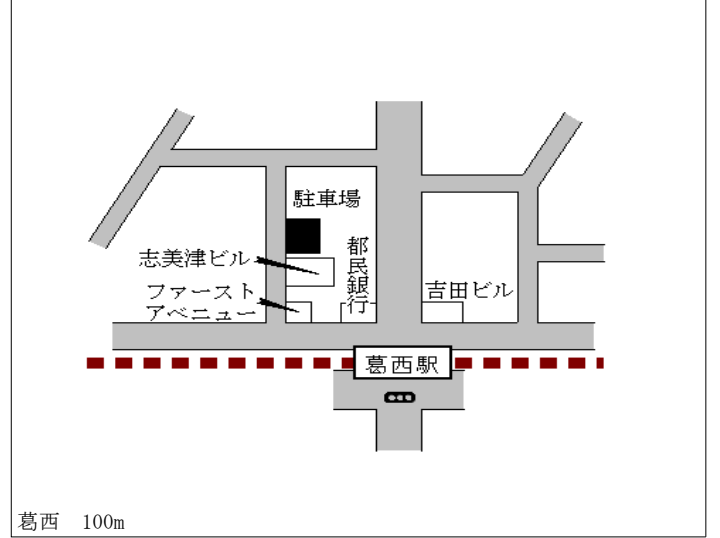 駐車場
志美津ビル
都民銀行
ファースト
アベニュー
吉田ビル
葛西駅
葛西　100m